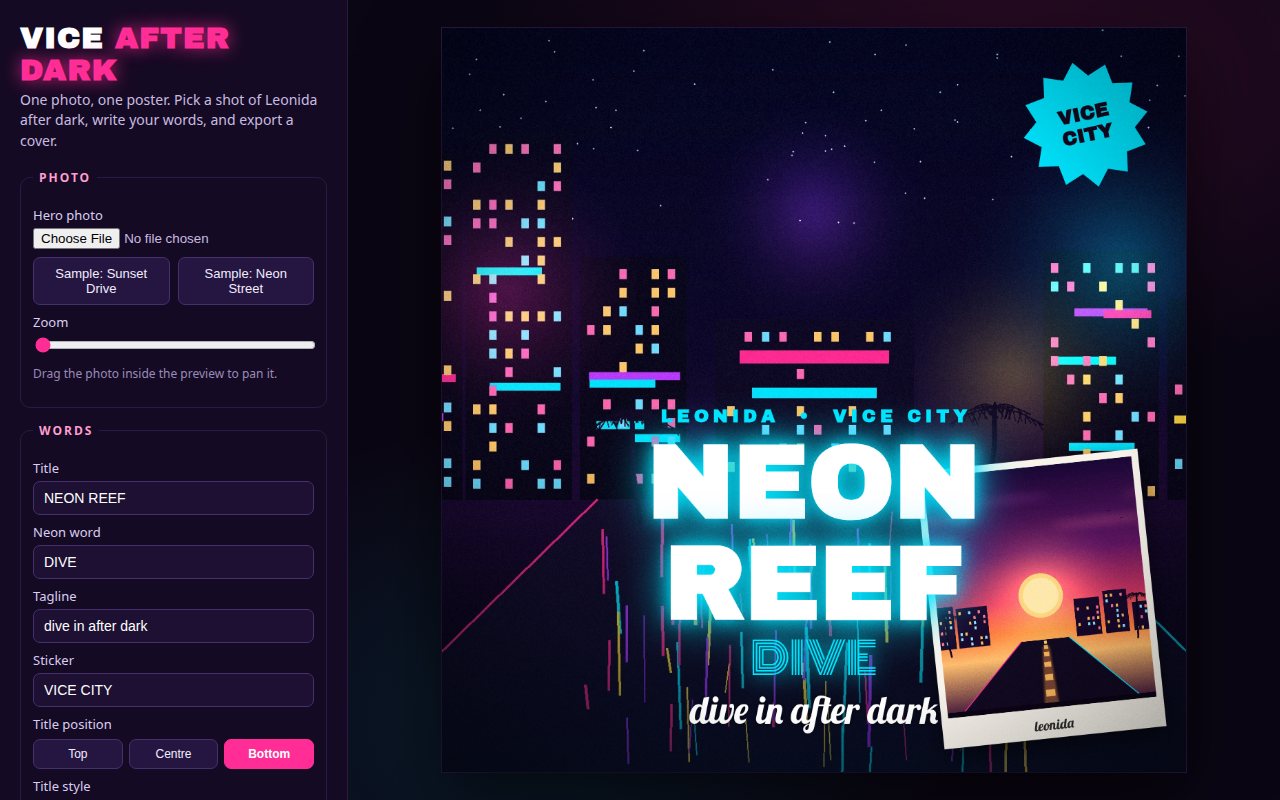 VICE AFTER
DARK
One photo, one poster. Pick a shot of Leonida
after dark, write your words, and export a
cover.
PHOTO
Hero photo
Choose File No file chosen
Sample: Sunset
Drive
Sample: Neon
Street
Zoom
Drag the photo inside the preview to pan it.
WORDS
Title
NEON REEF
Neon word
DIVE
Tagline
dive in after dark
Sticker
VICE CITY
Title position
Top Centre Bottom
Title style
VICE
CITY
LEONIDA • VICE CITY
NEON
REEF
DIVE
dive in after dark
leonida